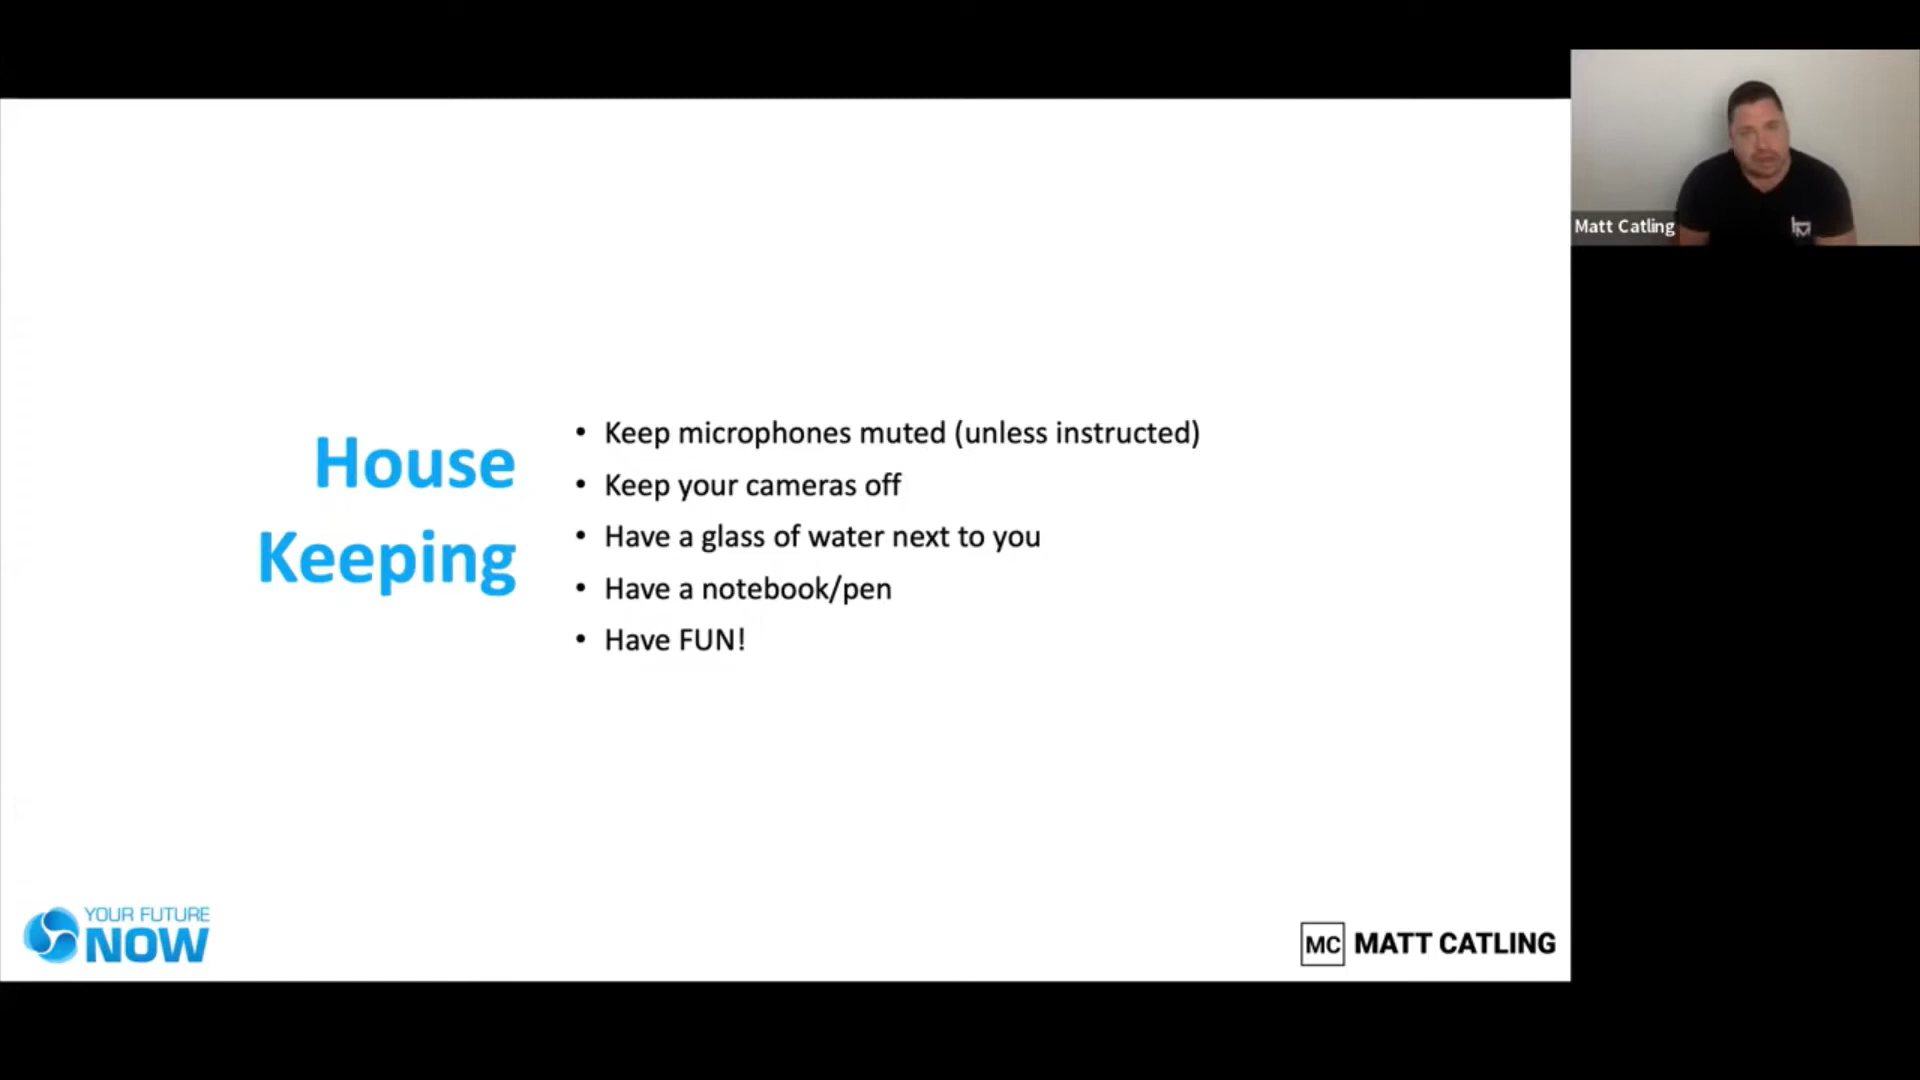 House
Keeping
• Keep microphones muted (unless instructed)
• Keep your cameras off
• Have a glass of water next to you
• Have a notebook/pen
• Have FUN!
Matt Catling
YOUR FUTURE
NOW
MC MATT CATLING